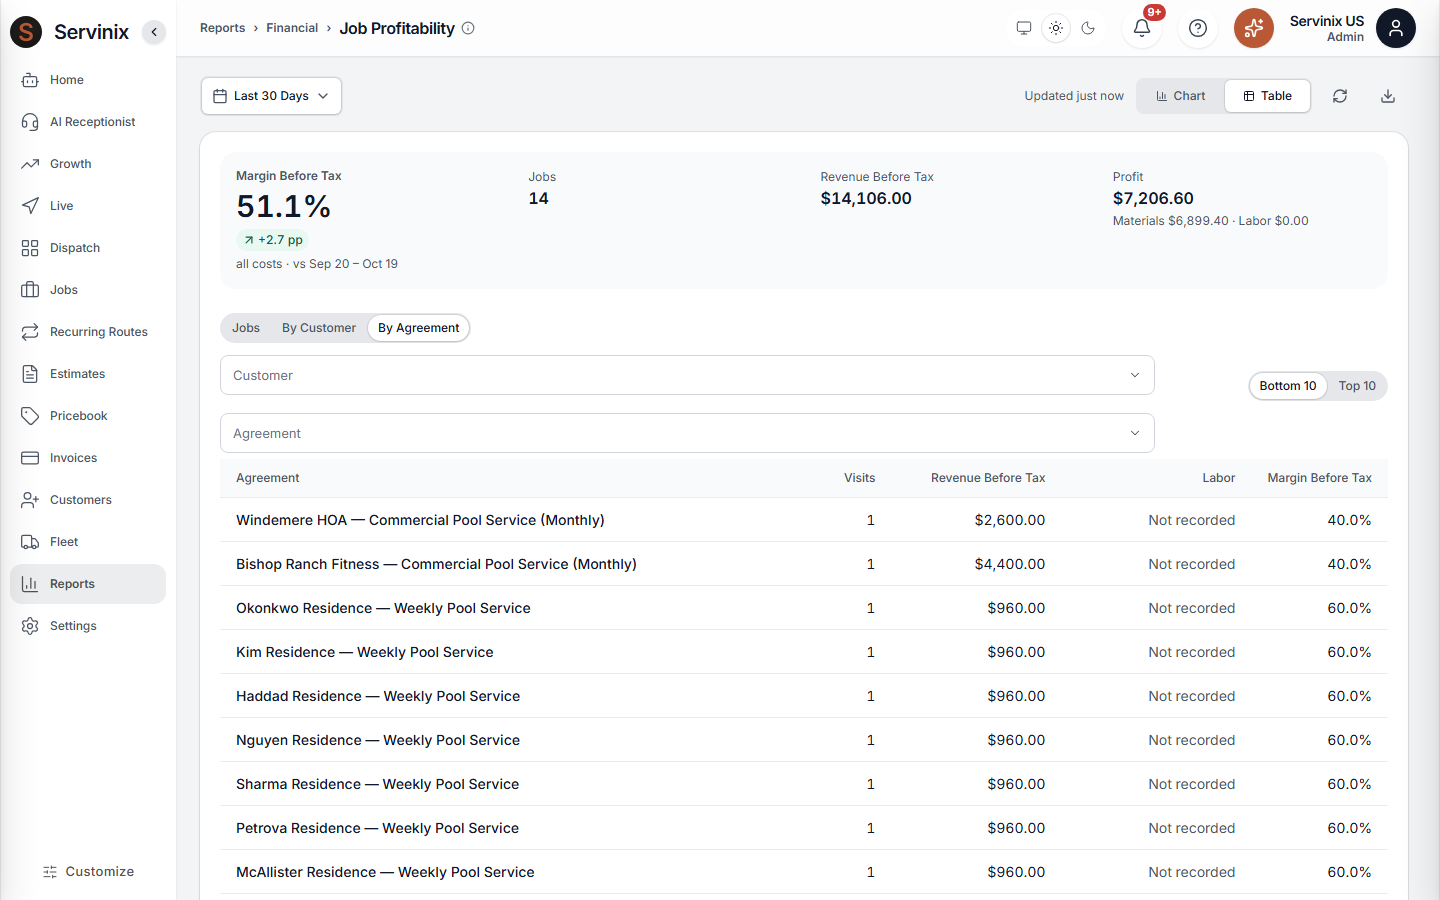 S Servinix
Home
AI Receptionist
Growth
Live
Dispatch
Jobs
Recurring Routes
Estimates
Pricebook
Invoices
Customers
Fleet
Reports
Settings
Customize
Reports › Financial › Job Profitability
9+
Servinix US
Admin
Last 30 Days
Updated just now
Chart
Table
Margin Before Tax
51.1%
+2.7 pp
all costs · vs Sep 20 – Oct 19
Jobs
14
Revenue Before Tax
$14,106.00
Profit
$7,206.60
Materials $6,899.40 · Labor $0.00
Jobs By Customer By Agreement
Customer
Bottom 10 Top 10
Agreement
Agreement Visits Revenue Before Tax Labor Margin Before Tax
Windemere HOA — Commercial Pool Service (Monthly) 1 $2,600.00 Not recorded 40.0%
Bishop Ranch Fitness — Commercial Pool Service (Monthly) 1 $4,400.00 Not recorded 40.0%
Okonkwo Residence — Weekly Pool Service 1 $960.00 Not recorded 60.0%
Kim Residence — Weekly Pool Service 1 $960.00 Not recorded 60.0%
Haddad Residence — Weekly Pool Service 1 $960.00 Not recorded 60.0%
Nguyen Residence — Weekly Pool Service 1 $960.00 Not recorded 60.0%
Sharma Residence — Weekly Pool Service 1 $960.00 Not recorded 60.0%
Petrova Residence — Weekly Pool Service 1 $960.00 Not recorded 60.0%
McAllister Residence — Weekly Pool Service 1 $960.00 Not recorded 60.0%